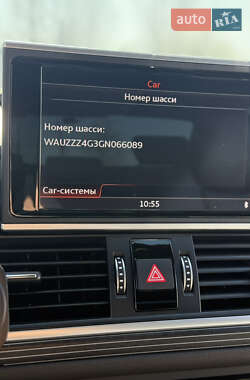 auto RIA
Car
Номер шасси
Номер шасси:
WAUZZZ4G3GN066089
Car-системы
10:55